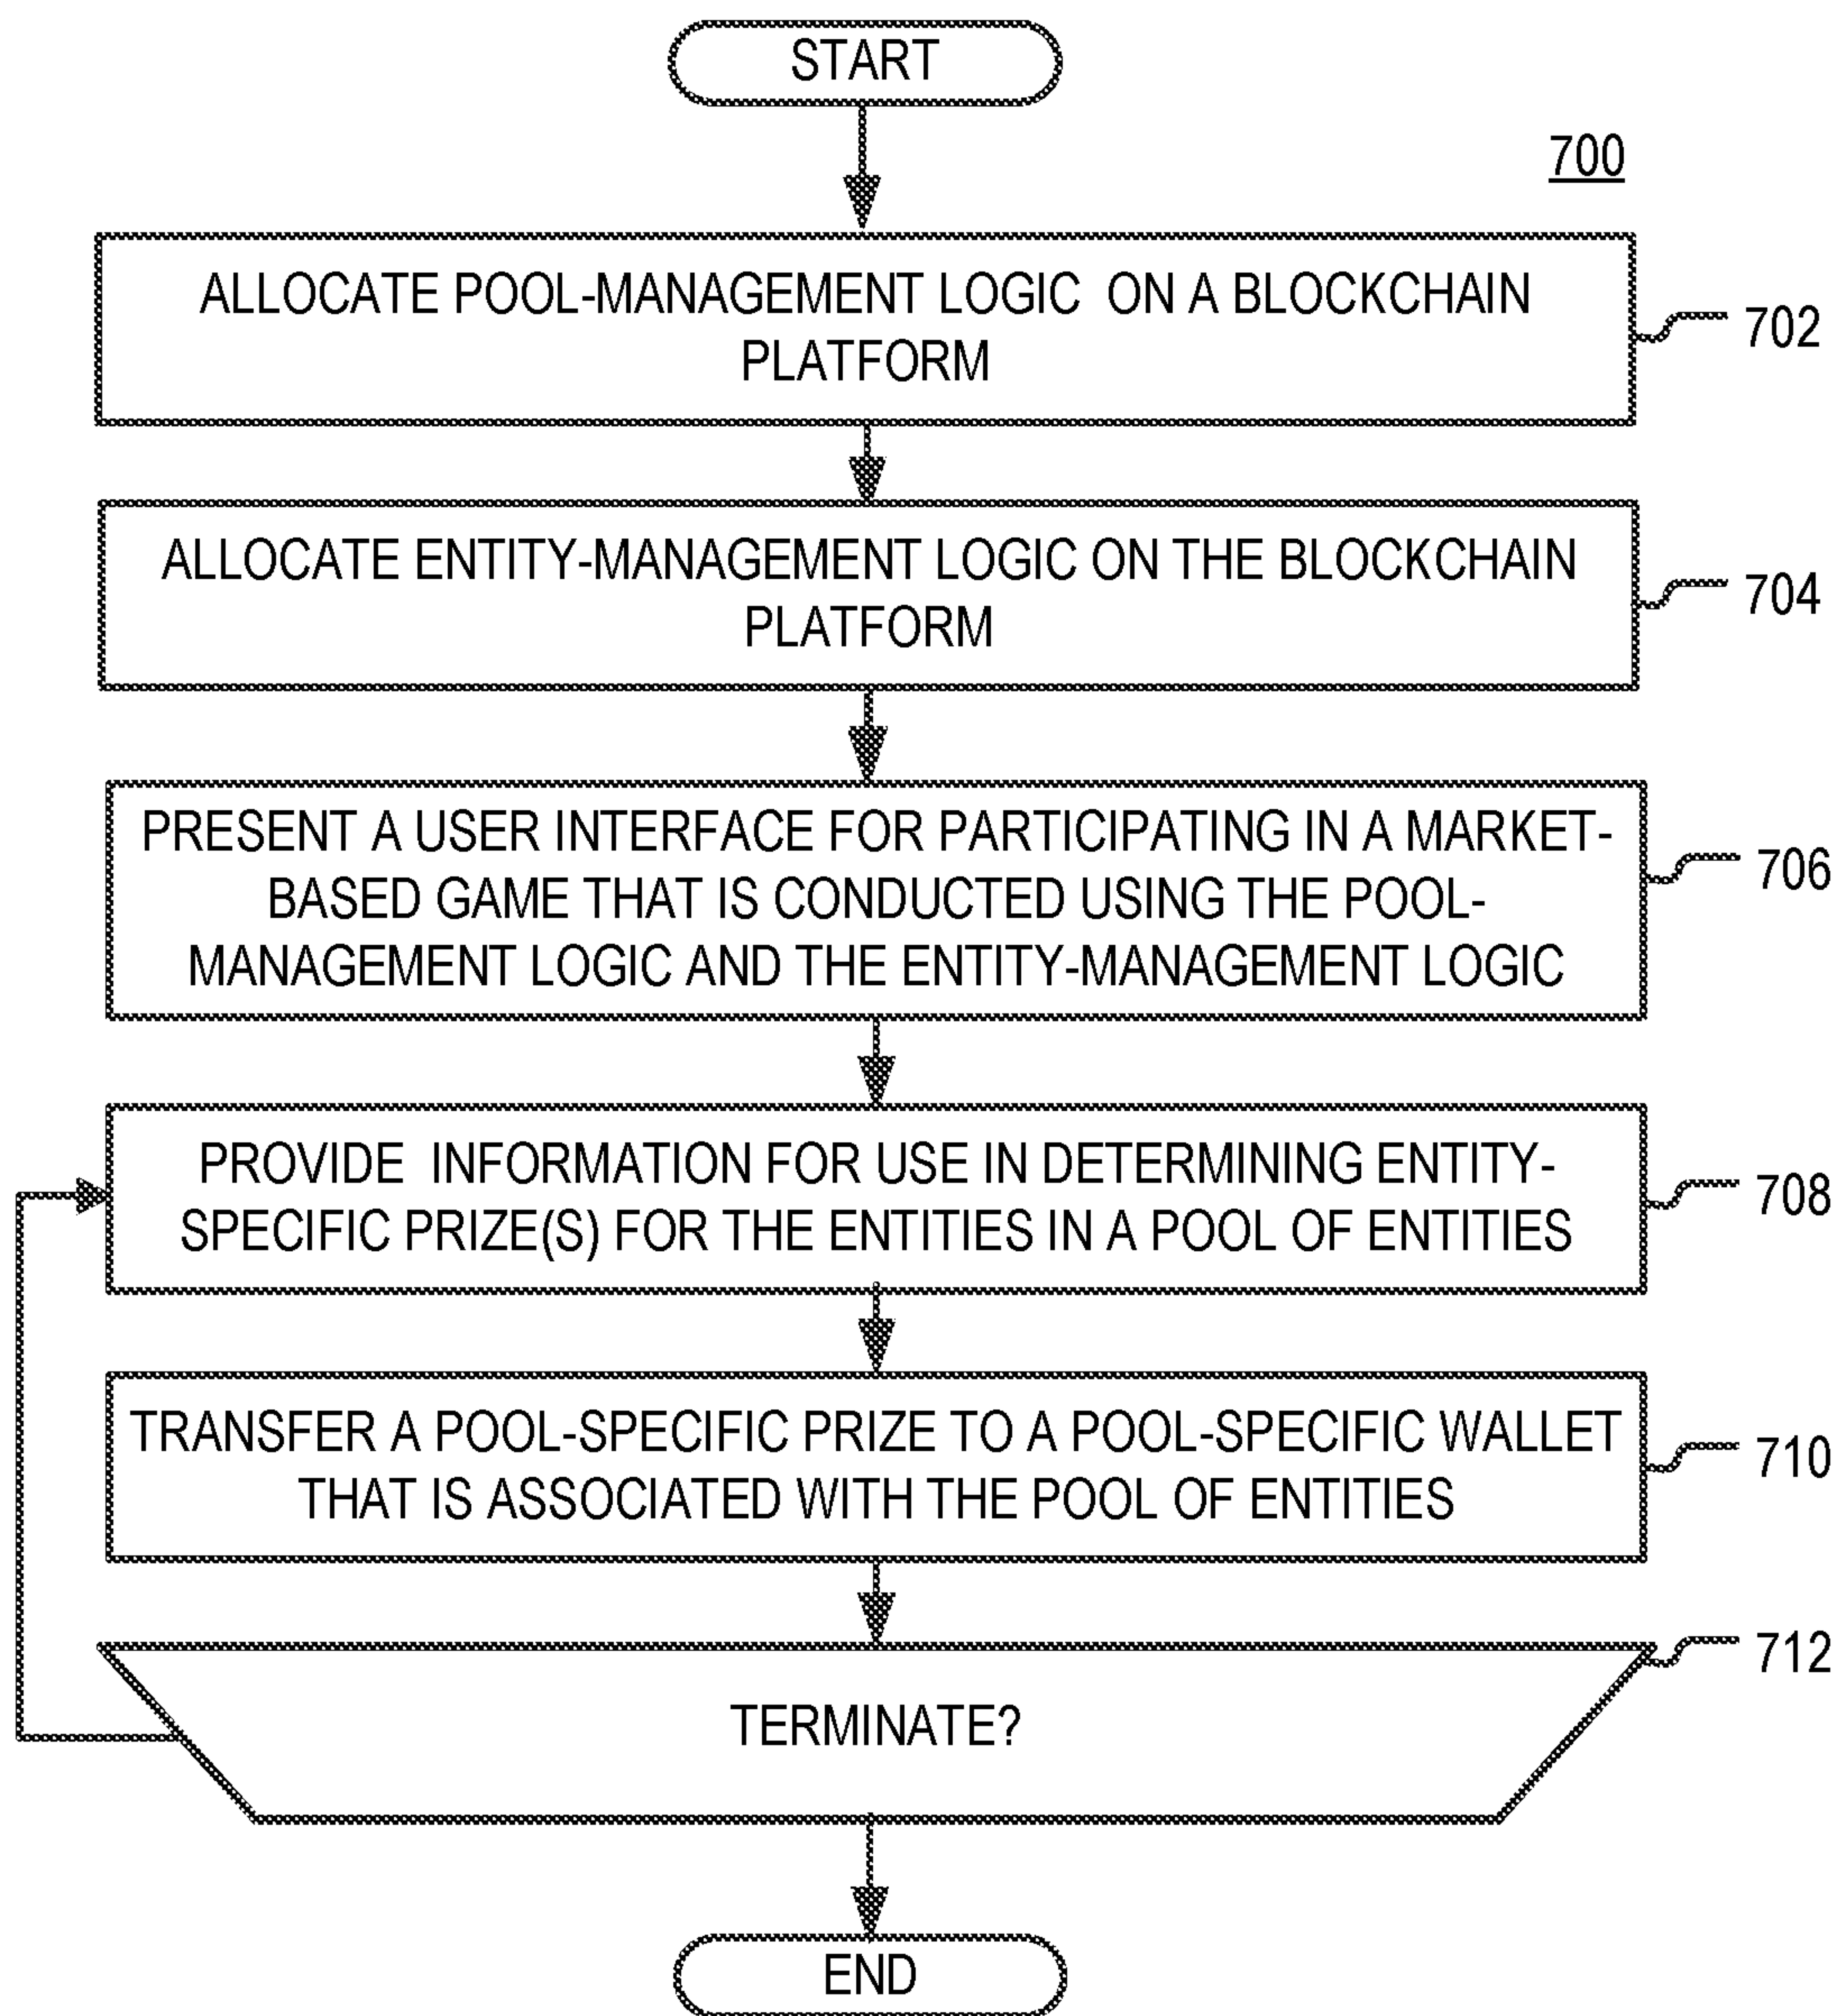 START
700
ALLOCATE POOL-MANAGEMENT LOGIC ON A BLOCKCHAIN
PLATFORM
702
ALLOCATE ENTITY-MANAGEMENT LOGIC ON THE BLOCKCHAIN
PLATFORM
704
PRESENT A USER INTERFACE FOR PARTICIPATING IN A MARKET-
BASED GAME THAT IS CONDUCTED USING THE POOL-
MANAGEMENT LOGIC AND THE ENTITY-MANAGEMENT LOGIC
706
PROVIDE INFORMATION FOR USE IN DETERMINING ENTITY-
SPECIFIC PRIZE(S) FOR THE ENTITIES IN A POOL OF ENTITIES
708
TRANSFER A POOL-SPECIFIC PRIZE TO A POOL-SPECIFIC WALLET
THAT IS ASSOCIATED WITH THE POOL OF ENTITIES
710
TERMINATE?
712
END